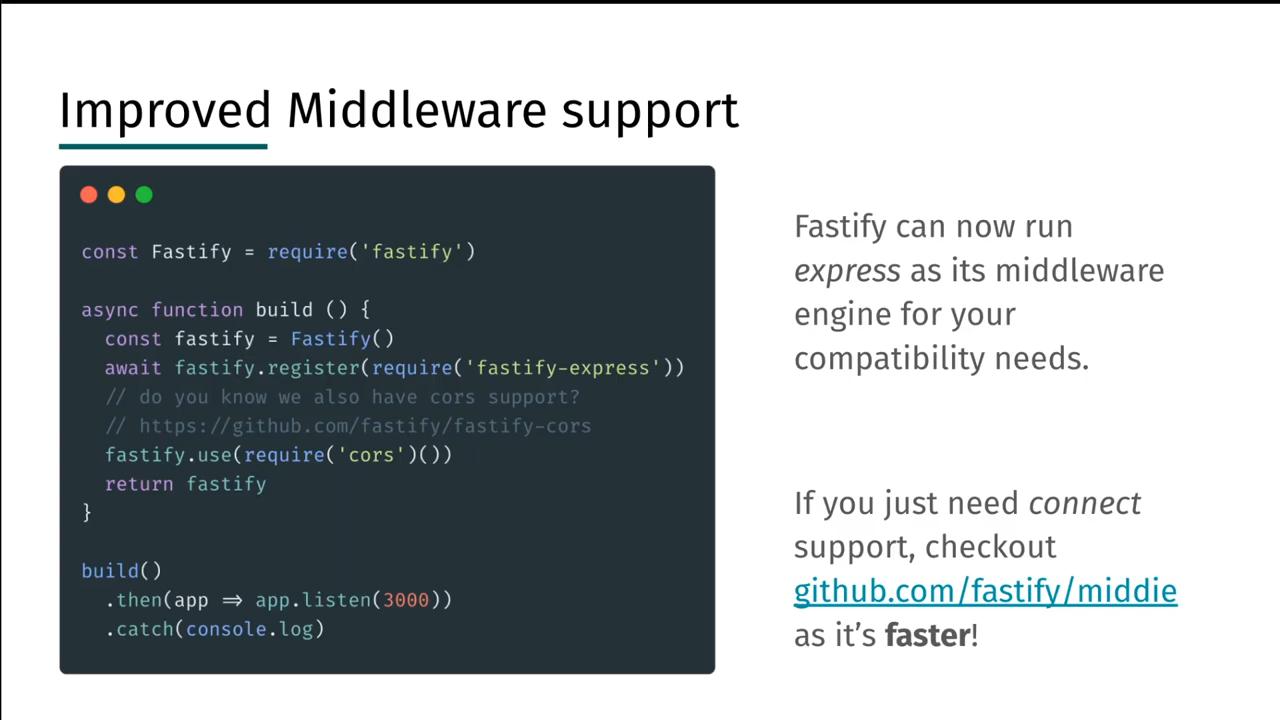 Improved Middleware support
const Fastify = require('fastify')
async function build () {
const fastify = Fastify()
await fastify.register(require('fastify-express'))
// do you know we also have cors support?
// https://github.com/fastify/fastify-cors
fastify.use(require('cors')())
return fastify
}
build()
.then(app => app.listen(3000))
.catch(console.log)
Fastify can now run
express as its middleware
engine for your
compatibility needs.
If you just need connect
support, checkout
github.com/fastify/middie
as it’s faster!